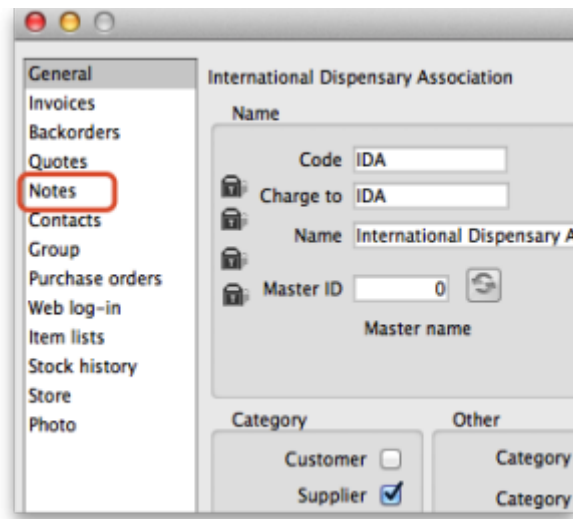 General
Invoices
Backorders
Quotes
Notes
Contacts
Group
Purchase orders
Web log-in
Item lists
Stock history
Store
Photo
International Dispensary Association
Name
Code IDA
Charge to IDA
Name International Dispensary A
Master ID 0
Master name
Category
Customer
Supplier
Other
Category
Category